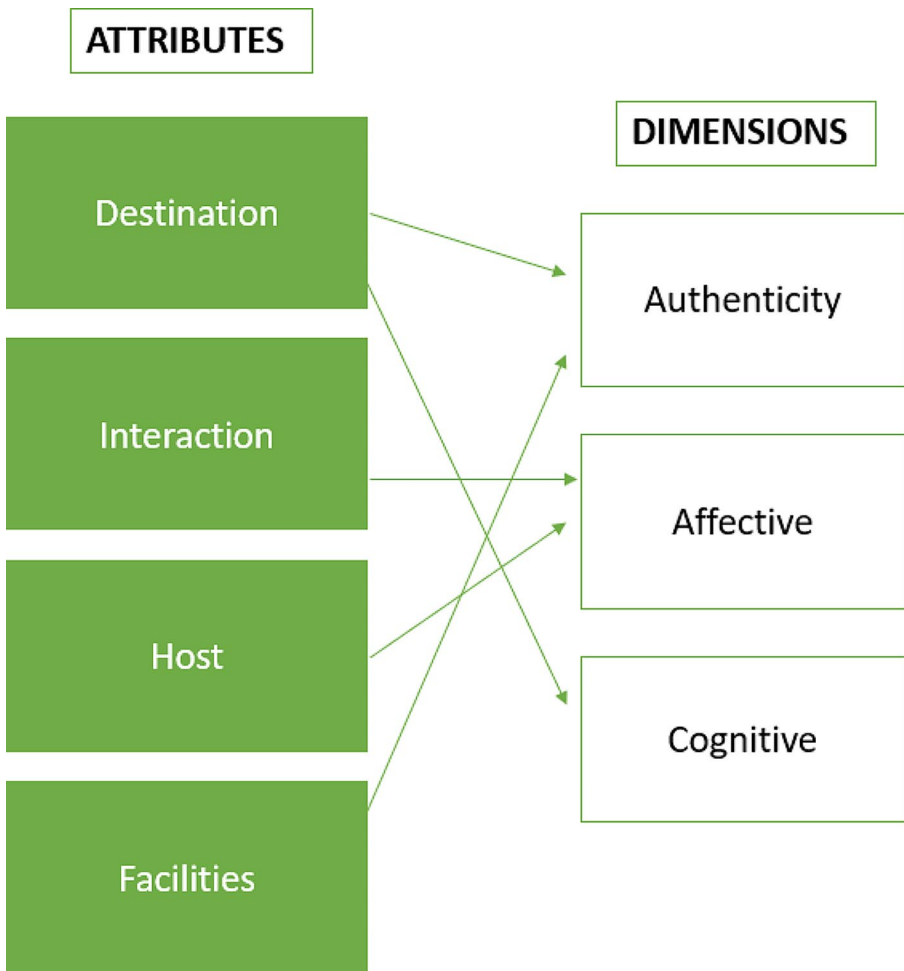 ATTRIBUTES
Destination
Interaction
Host
Facilities
DIMENSIONS
Authenticity
Affective
Cognitive